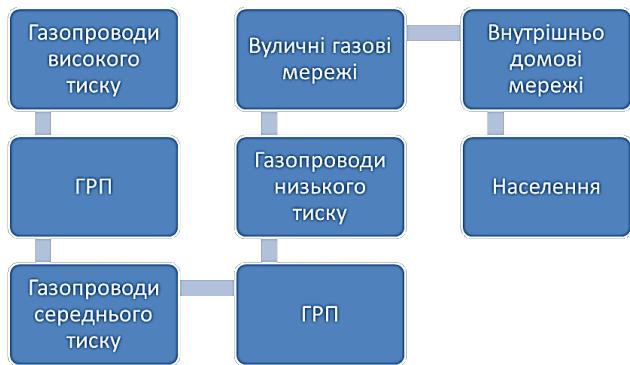 Газопроводи
високого
тиску
ГРП
Газопроводи
середнього
тиску
ГРП
Газопроводи
низького
тиску
Вуличні газові
мережі
Внутрішньо
домові
мережі
Населення